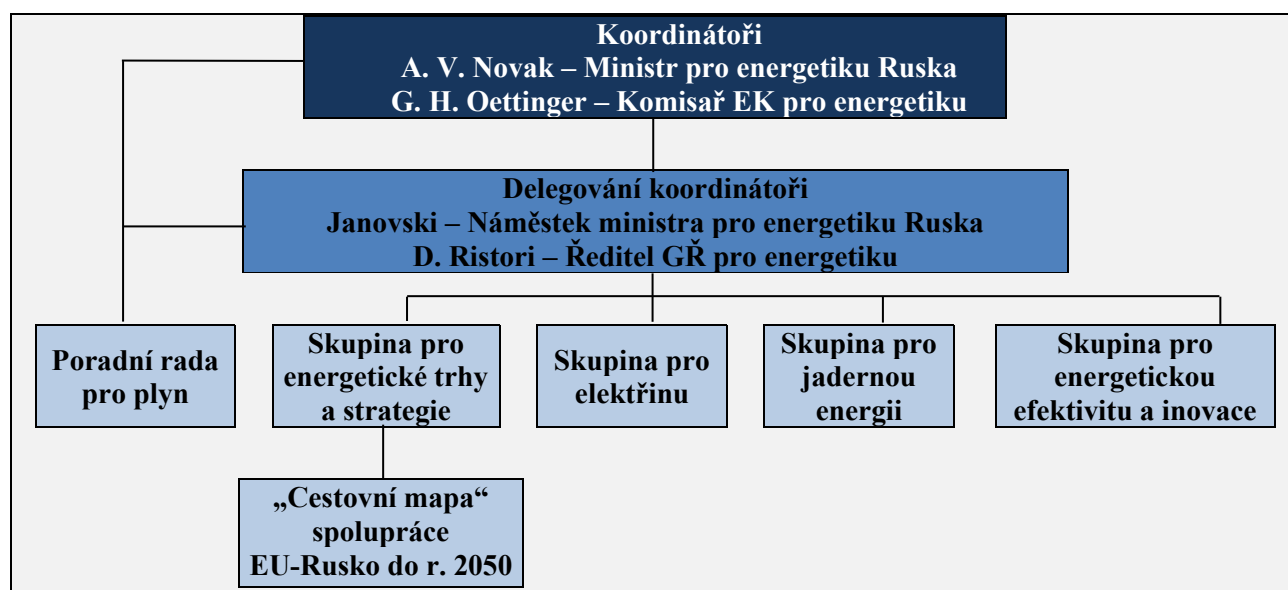 Koordinátoři
A. V. Novak – Ministr pro energetiku Ruska
G. H. Oettinger – Komisař EK pro energetiku
Delegování koordinátoři
Janovski – Náměstek ministra pro energetiku Ruska
D. Ristori – Ředitel GŘ pro energetiku
Poradní rada
pro plyn
Skupina pro
energetické trhy
a strategie
Skupina pro
elektřinu
Skupina pro
jadernou
energii
Skupina pro
energetickou
efektivitu a inovace
„Cestovní mapa“
spolupráce
EU-Rusko do r. 2050